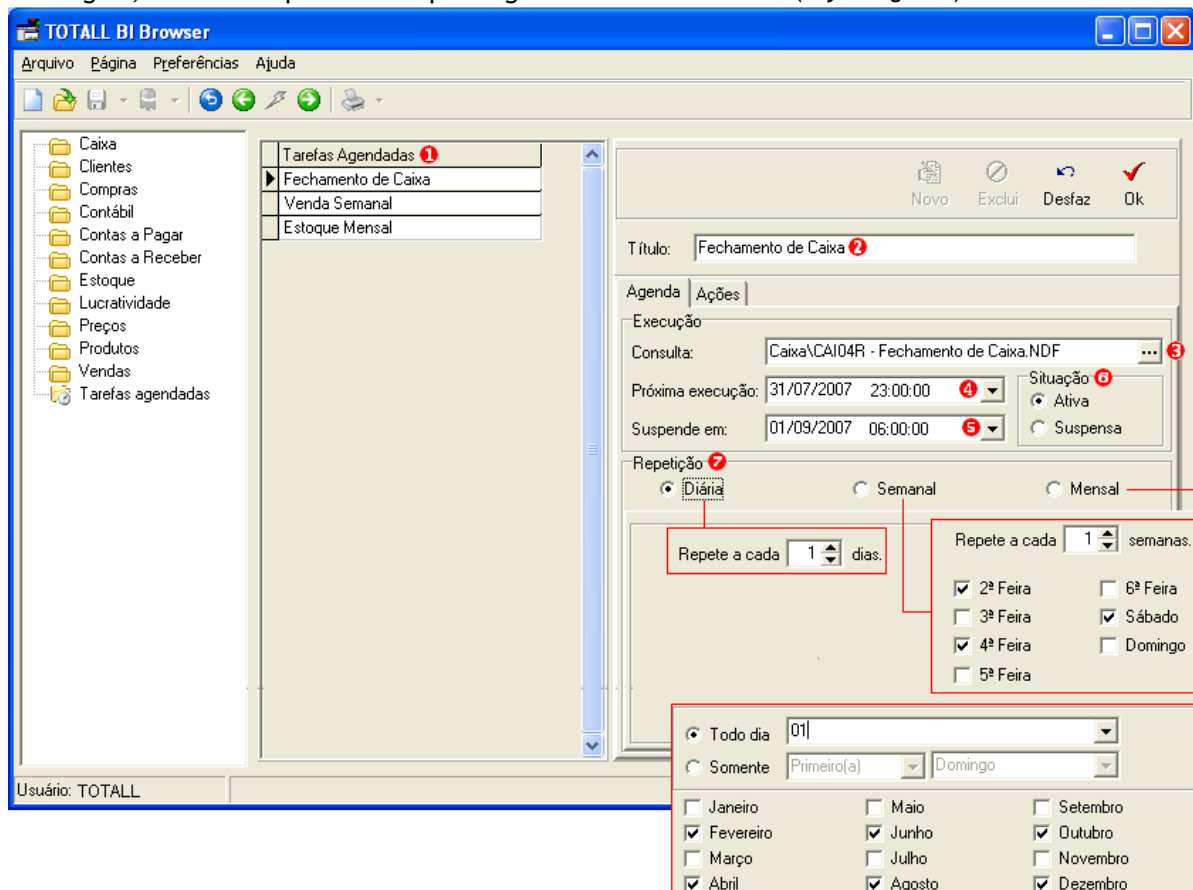 TOTALL BI Browser
Arquivo Página Preferências Ajuda
Caixa
Clientes
Compras
Contábil
Contas a Pagar
Contas a Receber
Estoque
Lucratividade
Preços
Produtos
Vendas
Tarefas agendadas
Tarefas Agendadas 1
Fechamento de Caixa
Venda Semanal
Estoque Mensal
Novo Exclui Desfaz Ok
Título: Fechamento de Caixa 2
Agenda Ações
Execução
Consulta: Caixa\CAI04R - Fechamento de Caixa.NDF ... 3
Próxima execução: 31/07/2007 23:00:00 4
Suspende em: 01/09/2007 06:00:00 5
Situação 6
Ativa
Suspensa
Repetição 7
Diária Semanal Mensal
Repete a cada 1 dias.
Repete a cada 1 semanas.
2ª Feira 6ª Feira
3ª Feira Sábado
4ª Feira Domingo
5ª Feira
Todo dia 01
Somente Primeiro(a) Domingo
Janeiro Maio Setembro
Fevereiro Junho Outubro
Março Julho Novembro
Abril Agosto Dezembro
Usuário: TOTALL